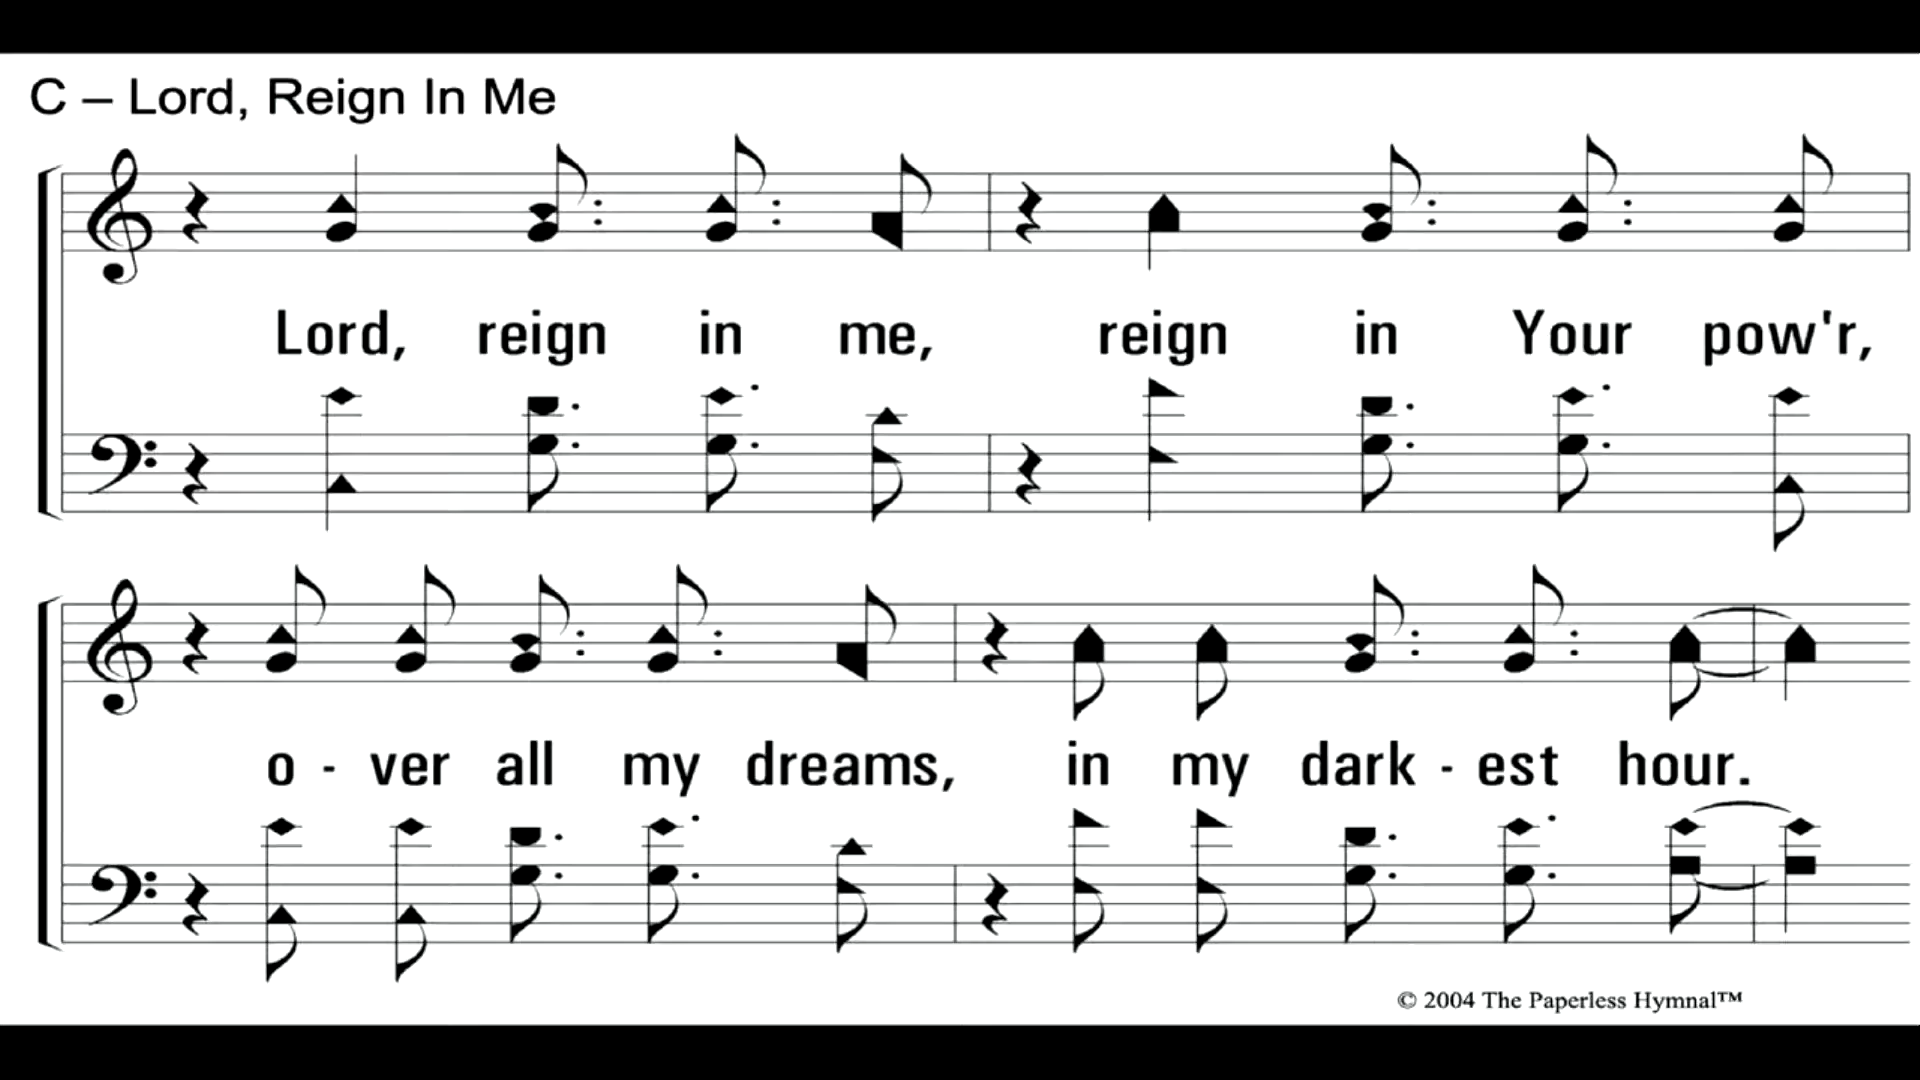 C – Lord, Reign In Me
Lord, reign in me, reign in Your pow'r,
o - ver all my dreams, in my dark - est hour.
© 2004 The Paperless Hymnal™